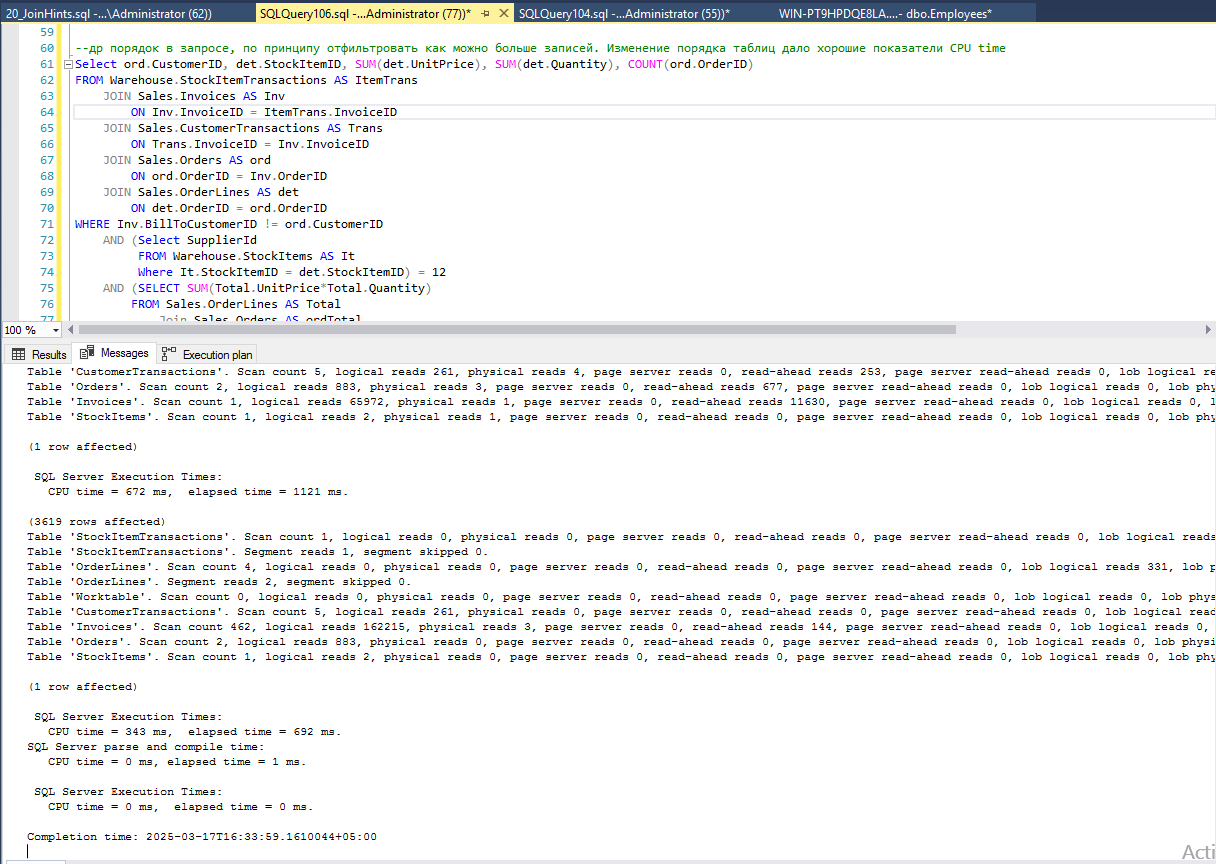 20_JoinHints.sql -...\Administrator (62))
SQLQuery106.sql -...Administrator (77))*
SQLQuery104.sql -...Administrator (55))*
WIN-PT9HPDQE8LA....- dbo.Employees*
59
60 --др порядок в запросе, по принципу отфильтровать как можно больше записей. Изменение порядка таблиц дало хорошие показатели CPU time
61 Select ord.CustomerID, det.StockItemID, SUM(det.UnitPrice), SUM(det.Quantity), COUNT(ord.OrderID)
62 FROM Warehouse.StockItemTransactions AS ItemTrans
63 JOIN Sales.Invoices AS Inv
64 ON Inv.InvoiceID = ItemTrans.InvoiceID
65 JOIN Sales.CustomerTransactions AS Trans
66 ON Trans.InvoiceID = Inv.InvoiceID
67 JOIN Sales.Orders AS ord
68 ON ord.OrderID = Inv.OrderID
69 JOIN Sales.OrderLines AS det
70 ON det.OrderID = ord.OrderID
71 WHERE Inv.BillToCustomerID != ord.CustomerID
72 AND (Select SupplierId
73 FROM Warehouse.StockItems AS It
74 Where It.StockItemID = det.StockItemID) = 12
75 AND (SELECT SUM(Total.UnitPrice*Total.Quantity)
76 FROM Sales.OrderLines AS Total
77 Join Sales.Orders AS ordTotal
100 %
Results Messages Execution plan
Table 'CustomerTransactions'. Scan count 5, logical reads 261, physical reads 4, page server reads 0, read-ahead reads 253, page server read-ahead reads 0, lob logical re
Table 'Orders'. Scan count 2, logical reads 883, physical reads 3, page server reads 0, read-ahead reads 677, page server read-ahead reads 0, lob logical reads 0, lob phy
Table 'Invoices'. Scan count 1, logical reads 65972, physical reads 1, page server reads 0, read-ahead reads 11630, page server read-ahead reads 0, lob logical reads 0, l
Table 'StockItems'. Scan count 1, logical reads 2, physical reads 1, page server reads 0, read-ahead reads 0, page server read-ahead reads 0, lob logical reads 0, lob phy
(1 row affected)
SQL Server Execution Times:
CPU time = 672 ms, elapsed time = 1121 ms.
(3619 rows affected)
Table 'StockItemTransactions'. Scan count 1, logical reads 0, physical reads 0, page server reads 0, read-ahead reads 0, page server read-ahead reads 0, lob logical reads
Table 'StockItemTransactions'. Segment reads 1, segment skipped 0.
Table 'OrderLines'. Scan count 4, logical reads 0, physical reads 0, page server reads 0, read-ahead reads 0, page server read-ahead reads 0, lob logical reads 331, lob p
Table 'OrderLines'. Segment reads 2, segment skipped 0.
Table 'Worktable'. Scan count 0, logical reads 0, physical reads 0, page server reads 0, read-ahead reads 0, page server read-ahead reads 0, lob logical reads 0, lob phys
Table 'CustomerTransactions'. Scan count 5, logical reads 261, physical reads 0, page server reads 0, read-ahead reads 0, page server read-ahead reads 0, lob logical read
Table 'Invoices'. Scan count 462, logical reads 162215, physical reads 3, page server reads 0, read-ahead reads 144, page server read-ahead reads 0, lob logical reads 0,
Table 'Orders'. Scan count 2, logical reads 883, physical reads 0, page server reads 0, read-ahead reads 0, page server read-ahead reads 0, lob logical reads 0, lob physi
Table 'StockItems'. Scan count 1, logical reads 2, physical reads 0, page server reads 0, read-ahead reads 0, page server read-ahead reads 0, lob logical reads 0, lob phy
(1 row affected)
SQL Server Execution Times:
CPU time = 343 ms, elapsed time = 692 ms.
SQL Server parse and compile time:
CPU time = 0 ms, elapsed time = 1 ms.
SQL Server Execution Times:
CPU time = 0 ms, elapsed time = 0 ms.
Completion time: 2025-03-17T16:33:59.1610044+05:00
Acti